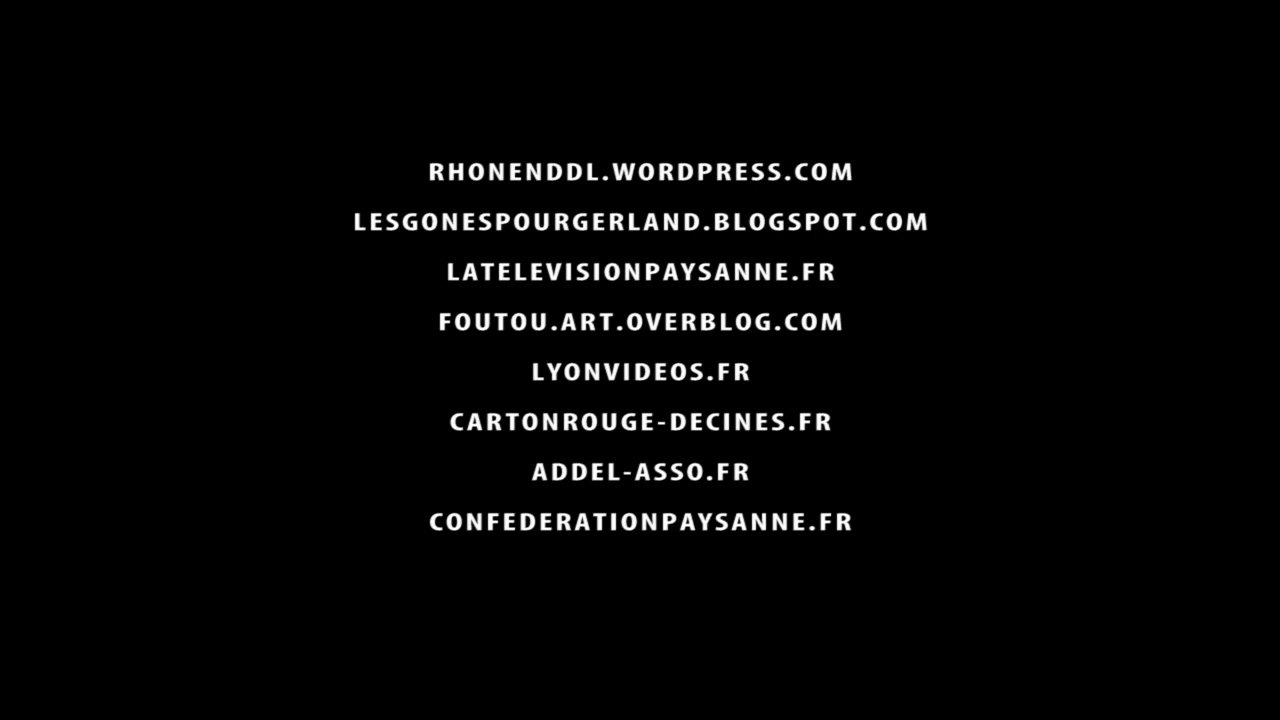 RHONENDDL.WORDPRESS.COM
LESGONESPOURGERLAND.BLOGSPOT.COM
LATELEVISIONPAYSANNE.FR
FOUTOU.ART.OVERBLOG.COM
LYONVIDEOS.FR
CARTONROUGE-DECINES.FR
ADDEL-ASSO.FR
CONFEDERATIONPAYSANNE.FR